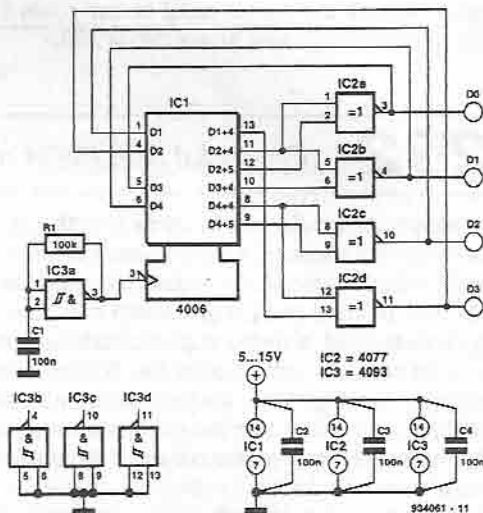 IC1
IC2a
1
2
=1
3
D0
1
D1
D1+4
13
4
D2
D2+4
11
D2+5
12
5
6
IC2b
=1
4
D1
5
D3
D3+4
10
6
D4
D4+4
8
D4+5
9
IC2c
8
9
=1
10
D2
R1
100k
IC3a
1
2
&
3
3
4006
IC2d
12
13
=1
11
D3
C1
100n
5...15V
IC2 = 4077
IC3 = 4093
IC3b
IC3c
IC3d
4
10
11
&
&
&
5
6
8
9
12
13
14
IC1
7
C2
100n
14
IC2
7
C3
100n
14
IC3
7
C4
100n
934061 - 11